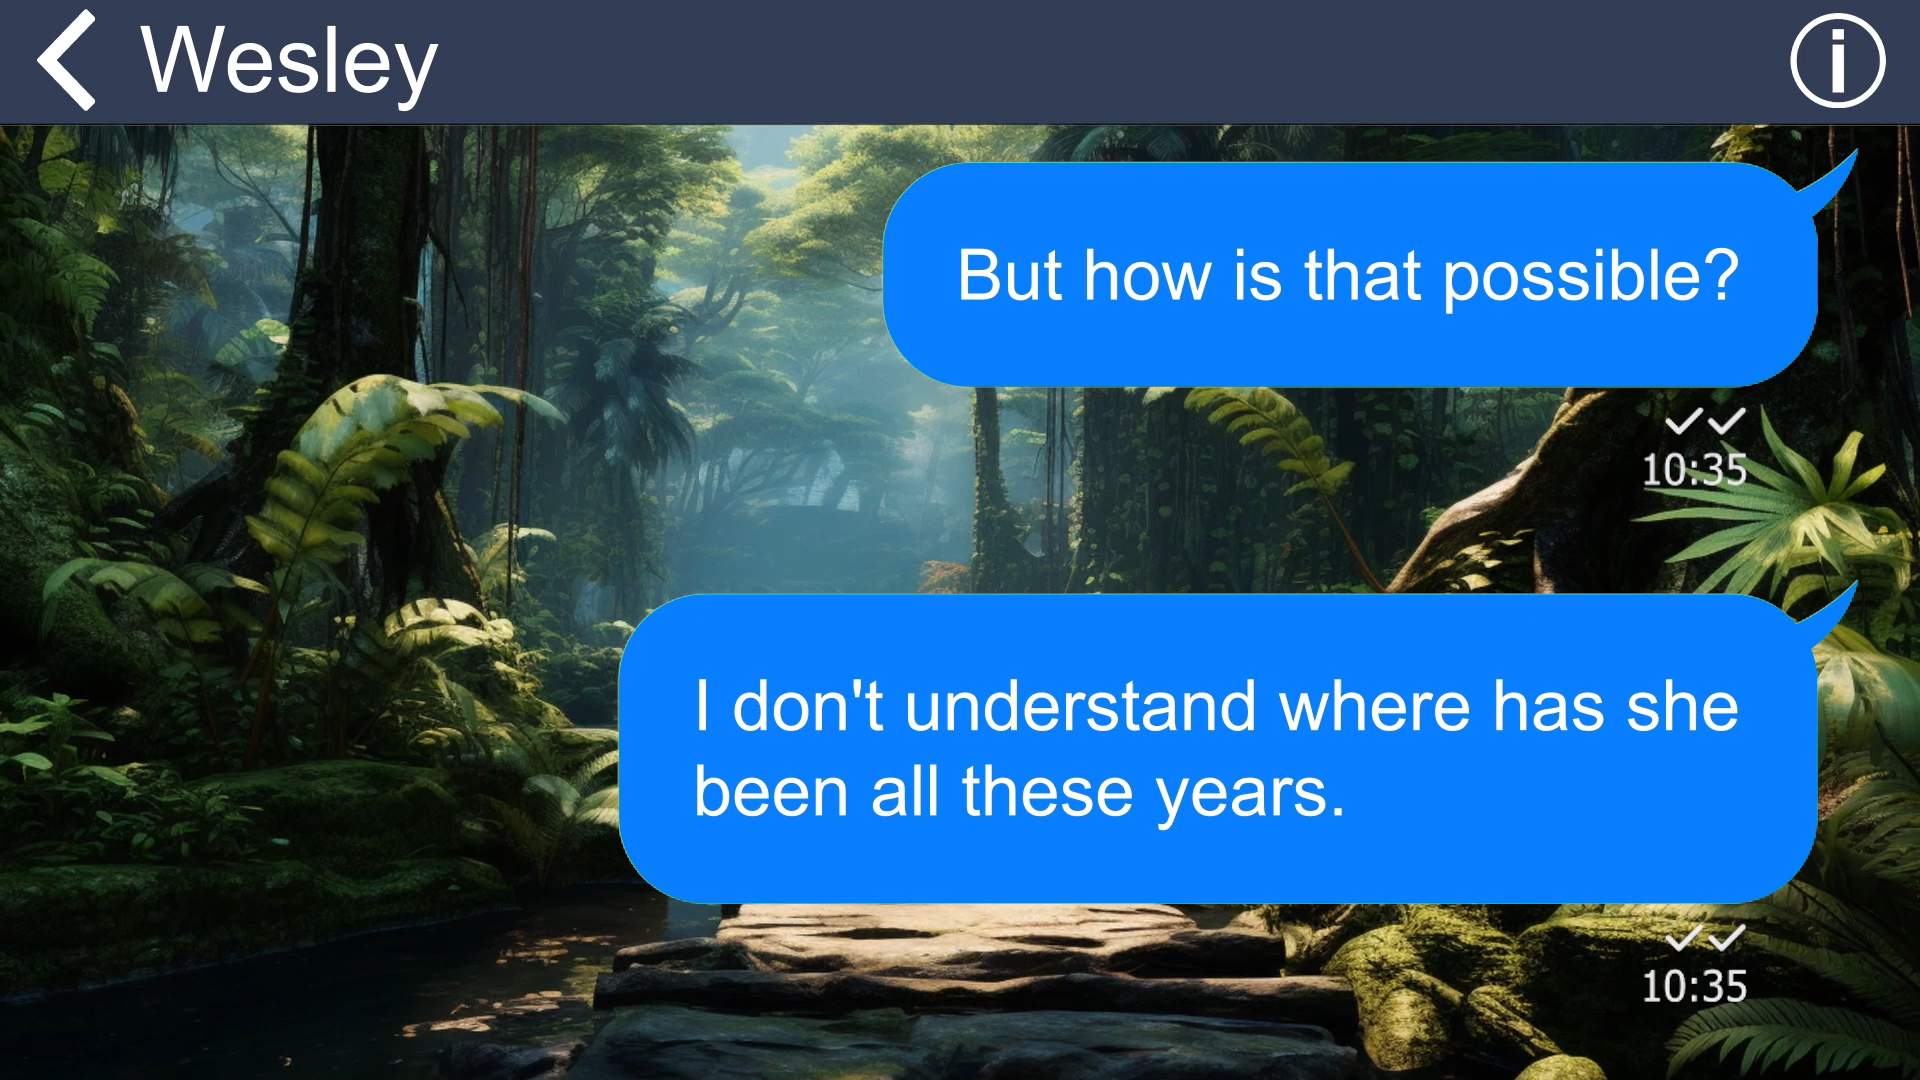 Wesley
But how is that possible?
10:35
I don't understand where has she
been all these years.
10:35